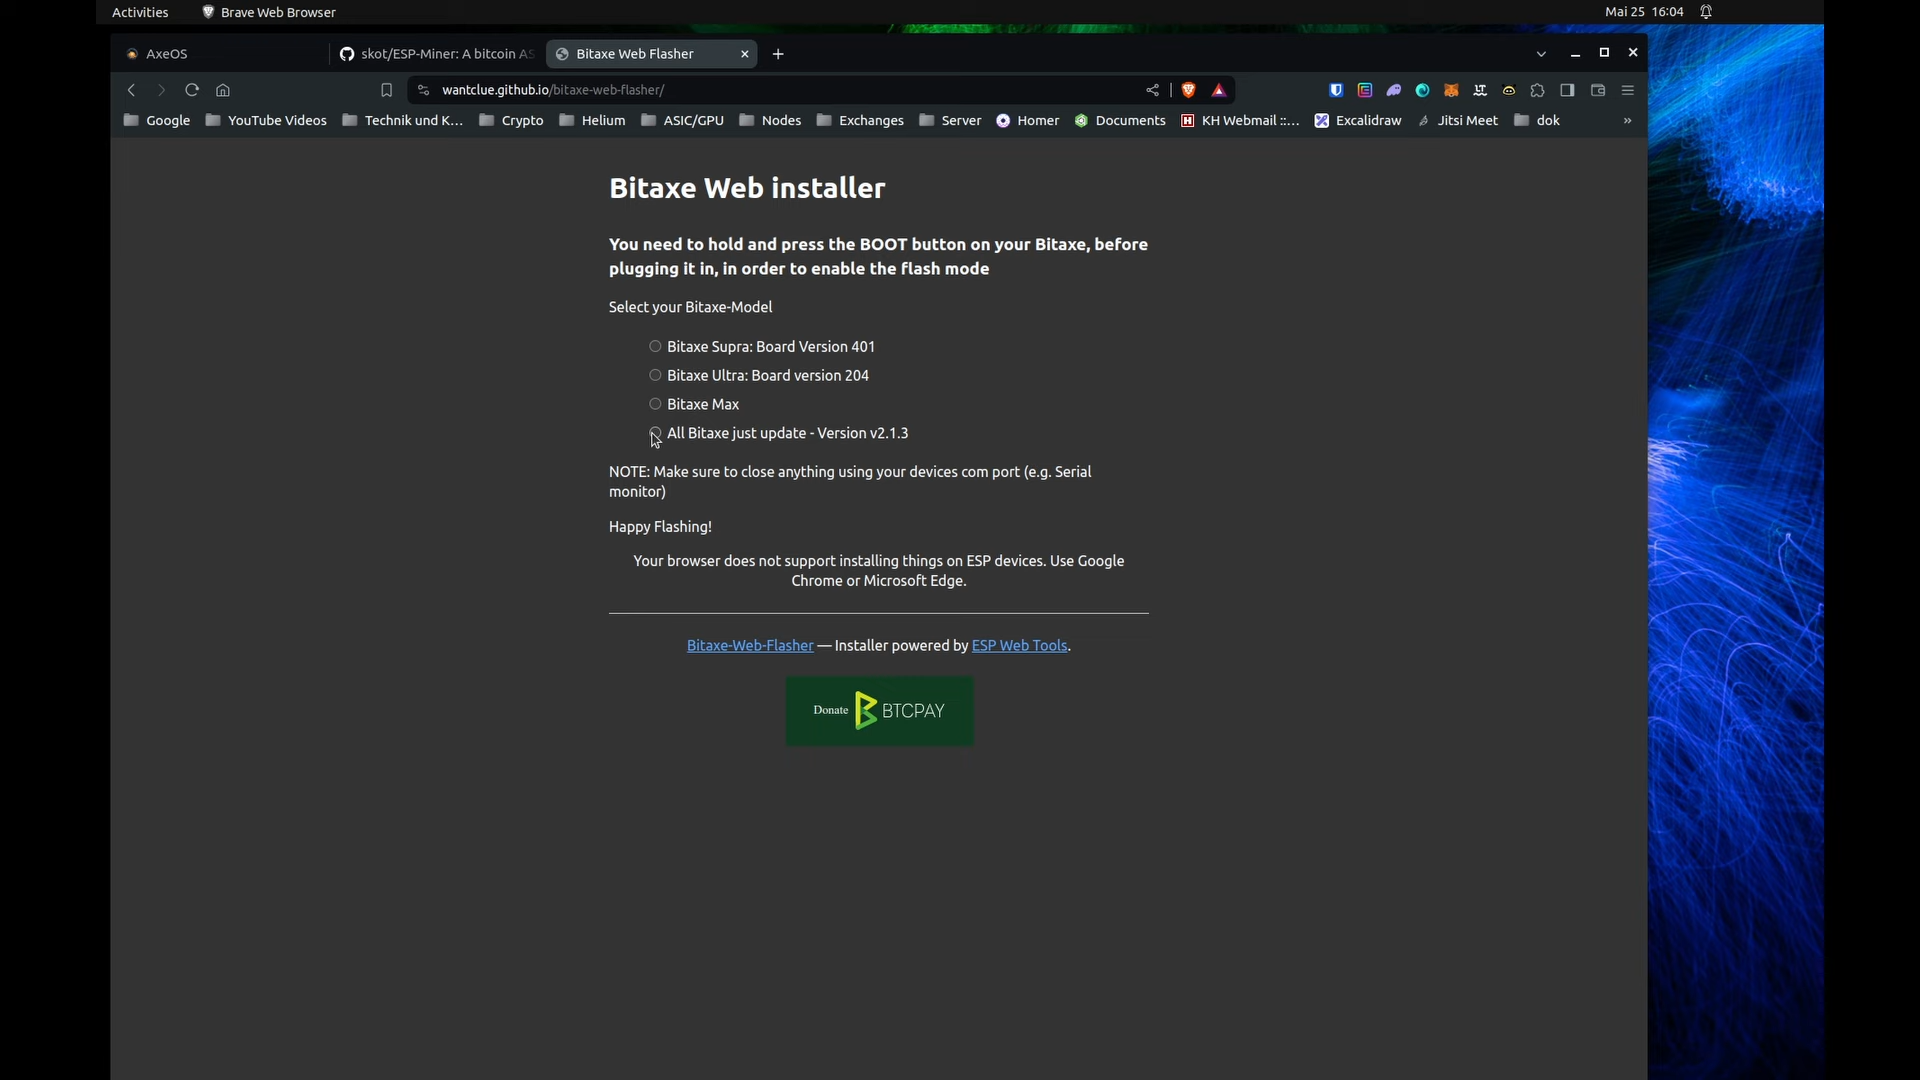 Activities Brave Web Browser Mai 25 16:04
AxeOS skot/ESP-Miner: A bitcoin AS Bitaxe Web Flasher
wantclue.github.io/bitaxe-web-flasher/
Google YouTube Videos Technik und K... Crypto Helium ASIC/GPU Nodes Exchanges Server Homer Documents KH Webmail ::... Excalidraw Jitsi Meet dok »
Bitaxe Web installer
You need to hold and press the BOOT button on your Bitaxe, before
plugging it in, in order to enable the flash mode
Select your Bitaxe-Model
Bitaxe Supra: Board Version 401
Bitaxe Ultra: Board version 204
Bitaxe Max
All Bitaxe just update - Version v2.1.3
NOTE: Make sure to close anything using your devices com port (e.g. Serial
monitor)
Happy Flashing!
Your browser does not support installing things on ESP devices. Use Google
Chrome or Microsoft Edge.
Bitaxe-Web-Flasher — Installer powered by ESP Web Tools.
Donate BTCPAY